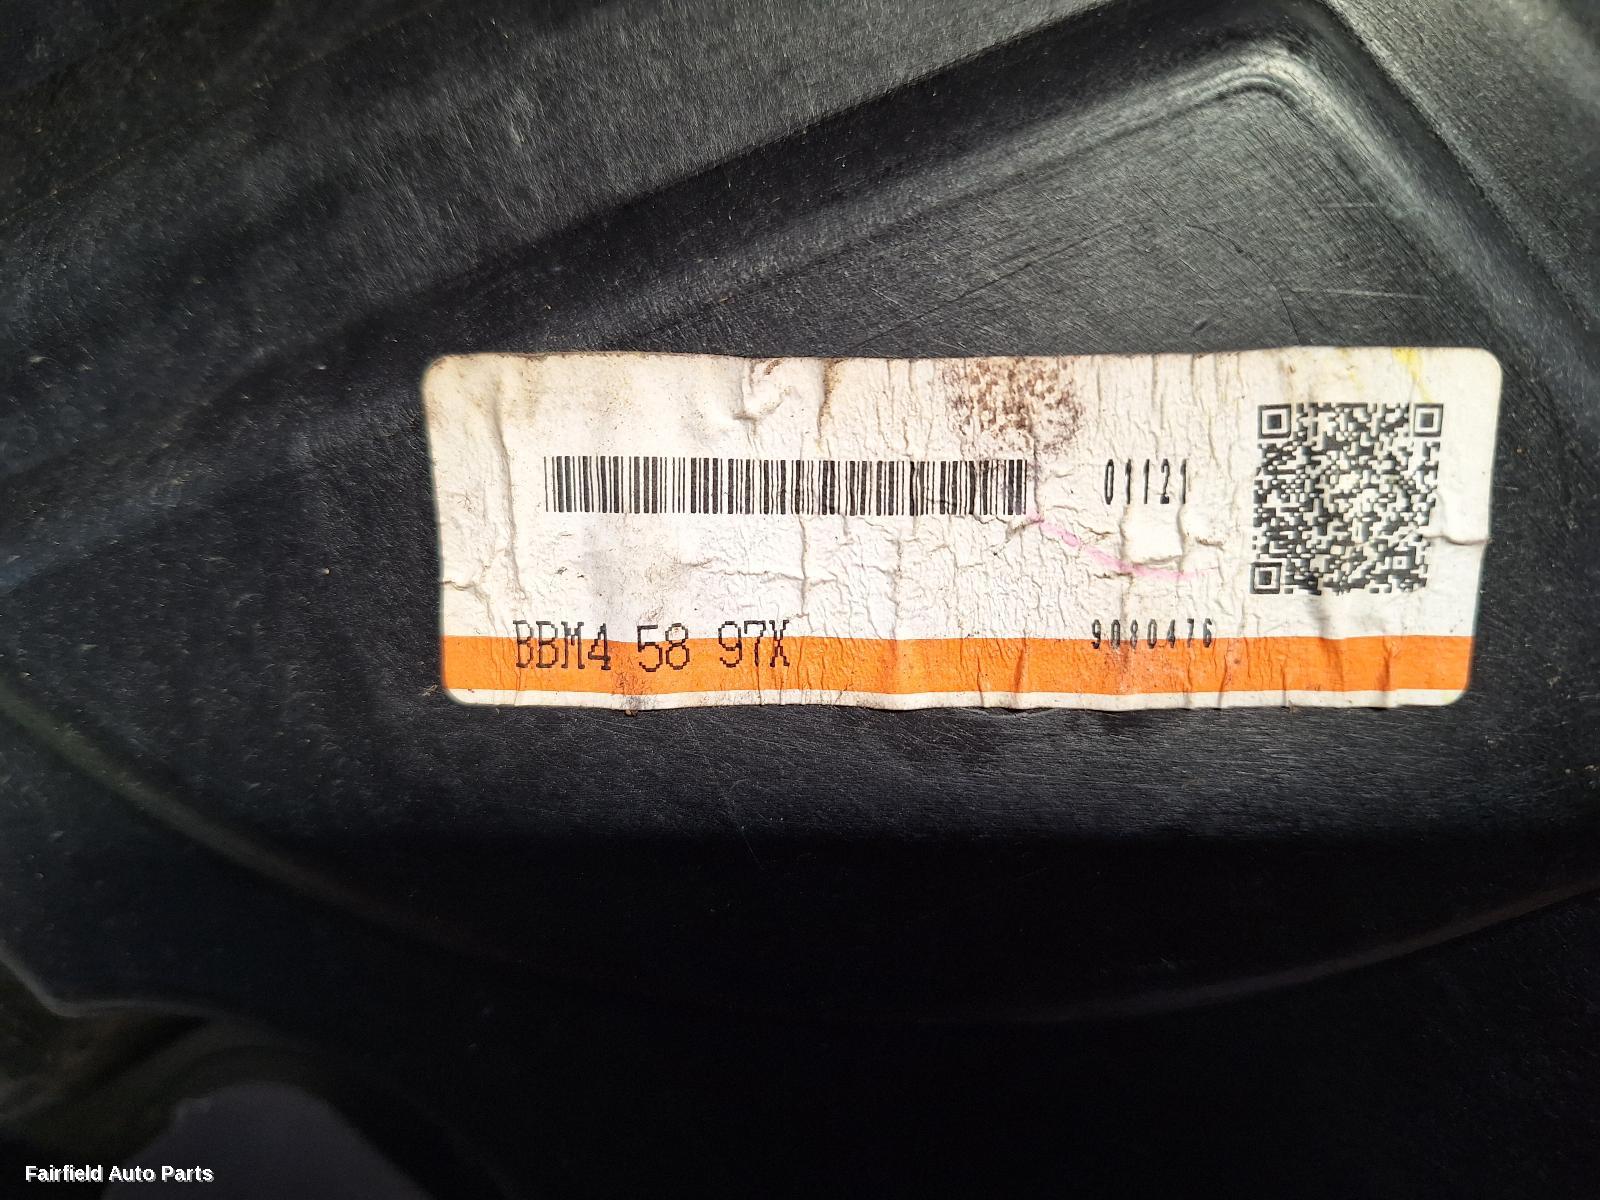 01121
BBM4 58 97X
9080476
Fairfield Auto Parts